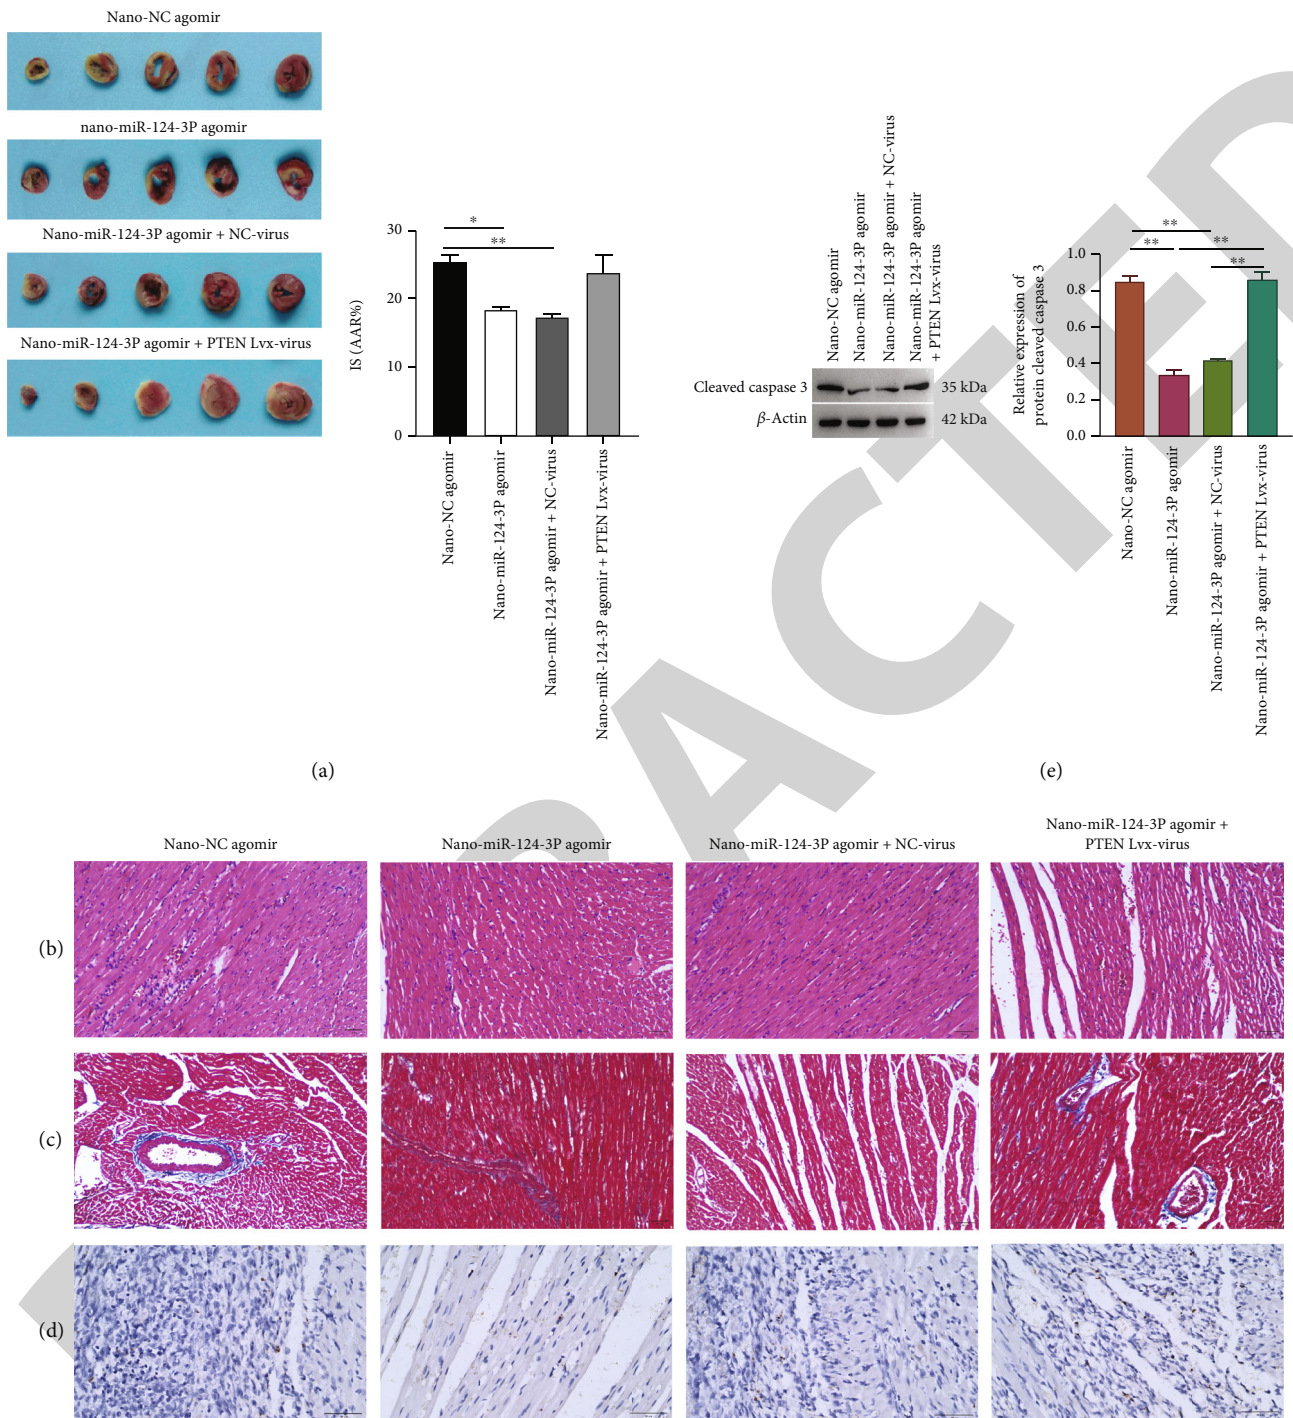 Nano-NC agomir
nano-miR-124-3P agomir
Nano-miR-124-3P agomir + NC-virus
Nano-miR-124-3P agomir + PTEN Lvx-virus
IS (AAR%)
30
20
10
0
*
**
Nano-NC agomir
Nano-miR-124-3P agomir
Nano-miR-124-3P agomir + NC-virus
Nano-miR-124-3P agomir + PTEN Lvx-virus
(a)
Nano-NC agomir
Nano-miR-124-3P agomir
Nano-miR-124-3P agomir + NC-virus
Nano-miR-124-3P agomir
+ PTEN Lvx-virus
Cleaved caspase 3
35 kDa
β-Actin
42 kDa
Relative expression of
protein cleaved caspase 3
1.0
0.8
0.6
0.4
0.2
0.0
**
**
**
**
Nano-NC agomir
Nano-miR-124-3P agomir
Nano-miR-124-3P agomir + NC-virus
Nano-miR-124-3P agomir + PTEN Lvx-virus
(e)
Nano-NC agomir
Nano-miR-124-3P agomir
Nano-miR-124-3P agomir + NC-virus
Nano-miR-124-3P agomir +
PTEN Lvx-virus
(b)
(c)
(d)
RACTED